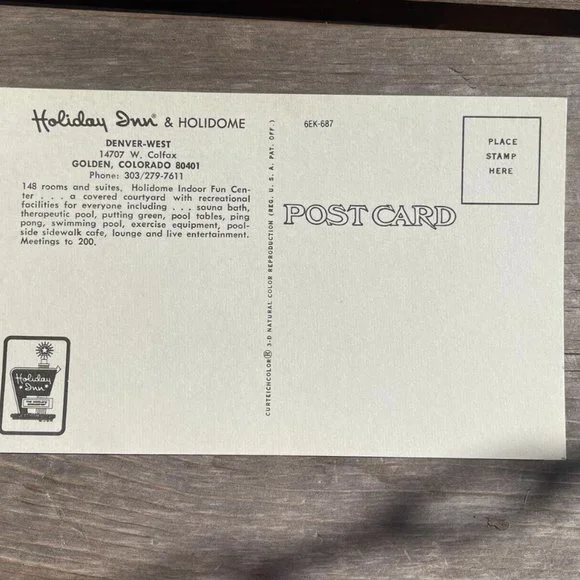 Holiday Inn® & HOLIDOME
DENVER-WEST
14707 W. Colfax
GOLDEN, COLORADO 80401
Phone: 303/279-7611
148 rooms and suites, Holidome Indoor Fun Cen-
ter . . . a covered courtyard with recreational
facilities for everyone including . . . sauna bath,
therapeutic pool, putting green, pool tables, ping
pong, swimming pool, exercise equipment, pool-
side sidewalk cafe, lounge and live entertainment.
Meetings to 200.
Holiday
Inn
CURTEICHCOLOR® 3-D NATURAL COLOR REPRODUCTION (REG. U. S. A. PAT. OFF.)
6EK-687
POST CARD
PLACE
STAMP
HERE